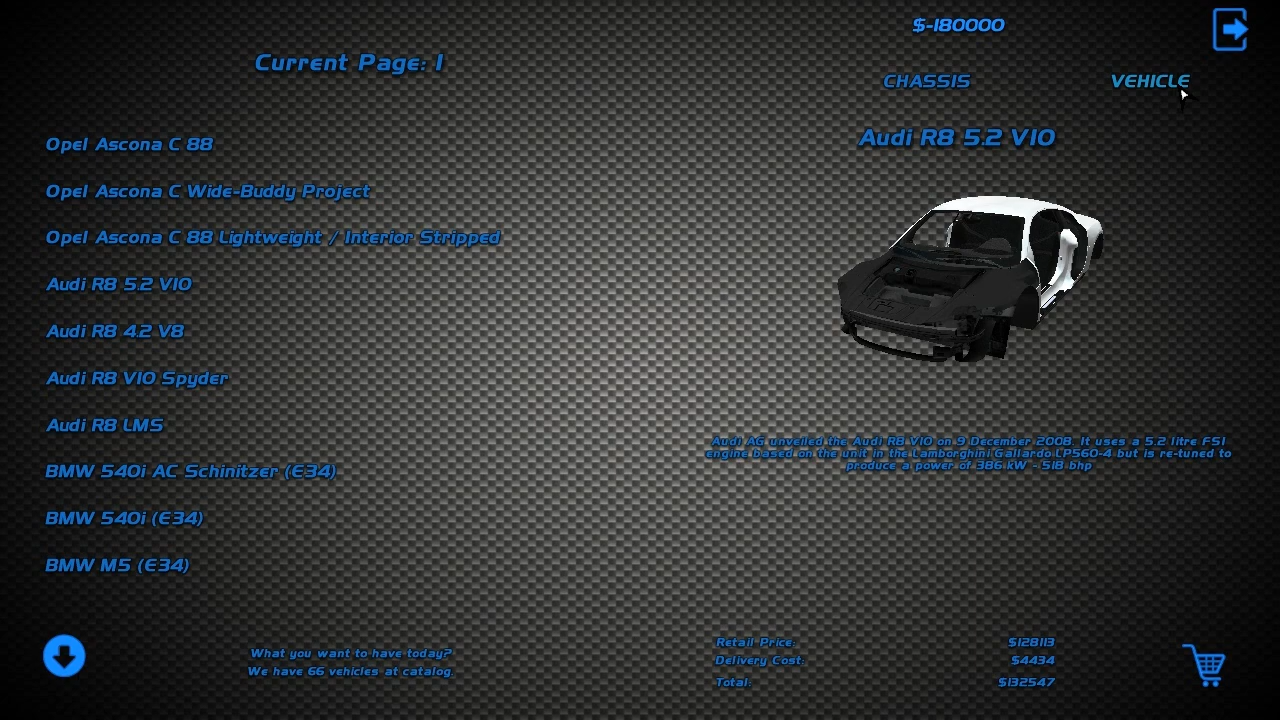 $-180000
Current Page: 1
CHASSIS
VEHICLE
Audi R8 5.2 V10
Opel Ascona C 88
Opel Ascona C Wide-Buddy Project
Opel Ascona C 88 Lightweight / Interior Stripped
Audi R8 5.2 V10
Audi R8 4.2 V8
Audi R8 V10 Spyder
Audi R8 LMS
BMW 540i AC Schinitzer (E34)
BMW 540i (E34)
BMW M5 (E34)
Audi AG unveiled the Audi R8 V10 on 9 December 2008. It uses a 5.2 litre FSI
engine based on the unit in the Lamborghini Gallardo LP560-4 but is re-tuned to
produce a power of 386 kW - 518 bhp
What you want to have today?
We have 66 vehicles at catalog.
Retail Price: $128113
Delivery Cost: $4434
Total: $132547